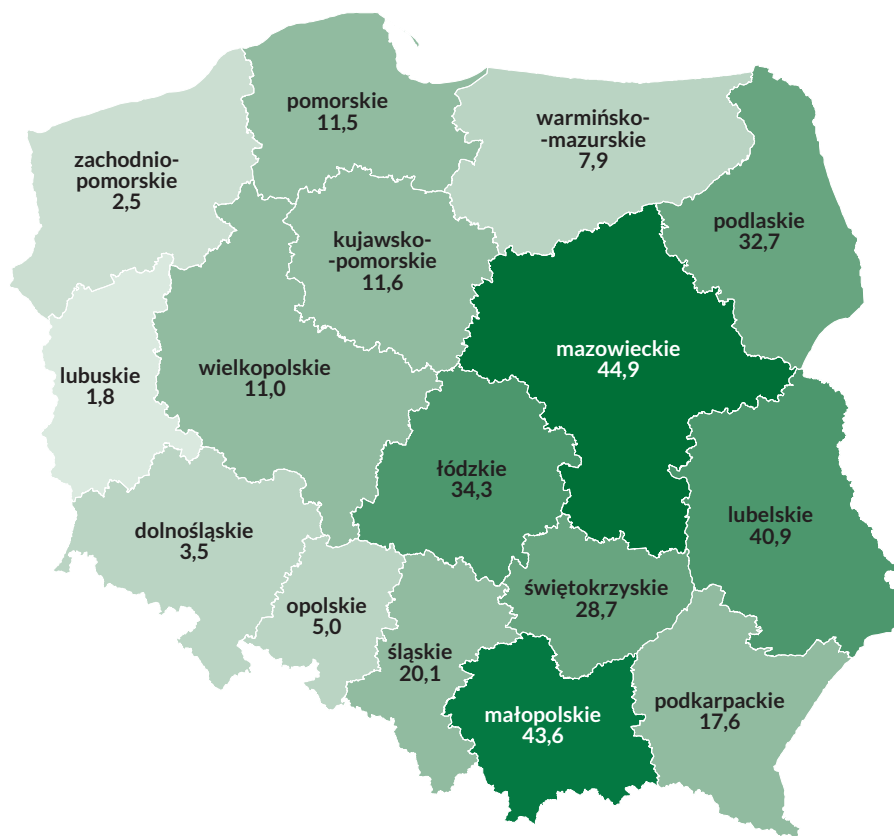 pomorskie
11,5
warmińsko-
-mazurskie
7,9
zachodnio-
pomorskie
2,5
podlaskie
32,7
kujawsko-
-pomorskie
11,6
mazowieckie
44,9
lubuskie
1,8
wielkopolskie
11,0
łódzkie
34,3
lubelskie
40,9
dolnośląskie
3,5
opolskie
5,0
świętokrzyskie
28,7
śląskie
20,1
małopolskie
43,6
podkarpackie
17,6